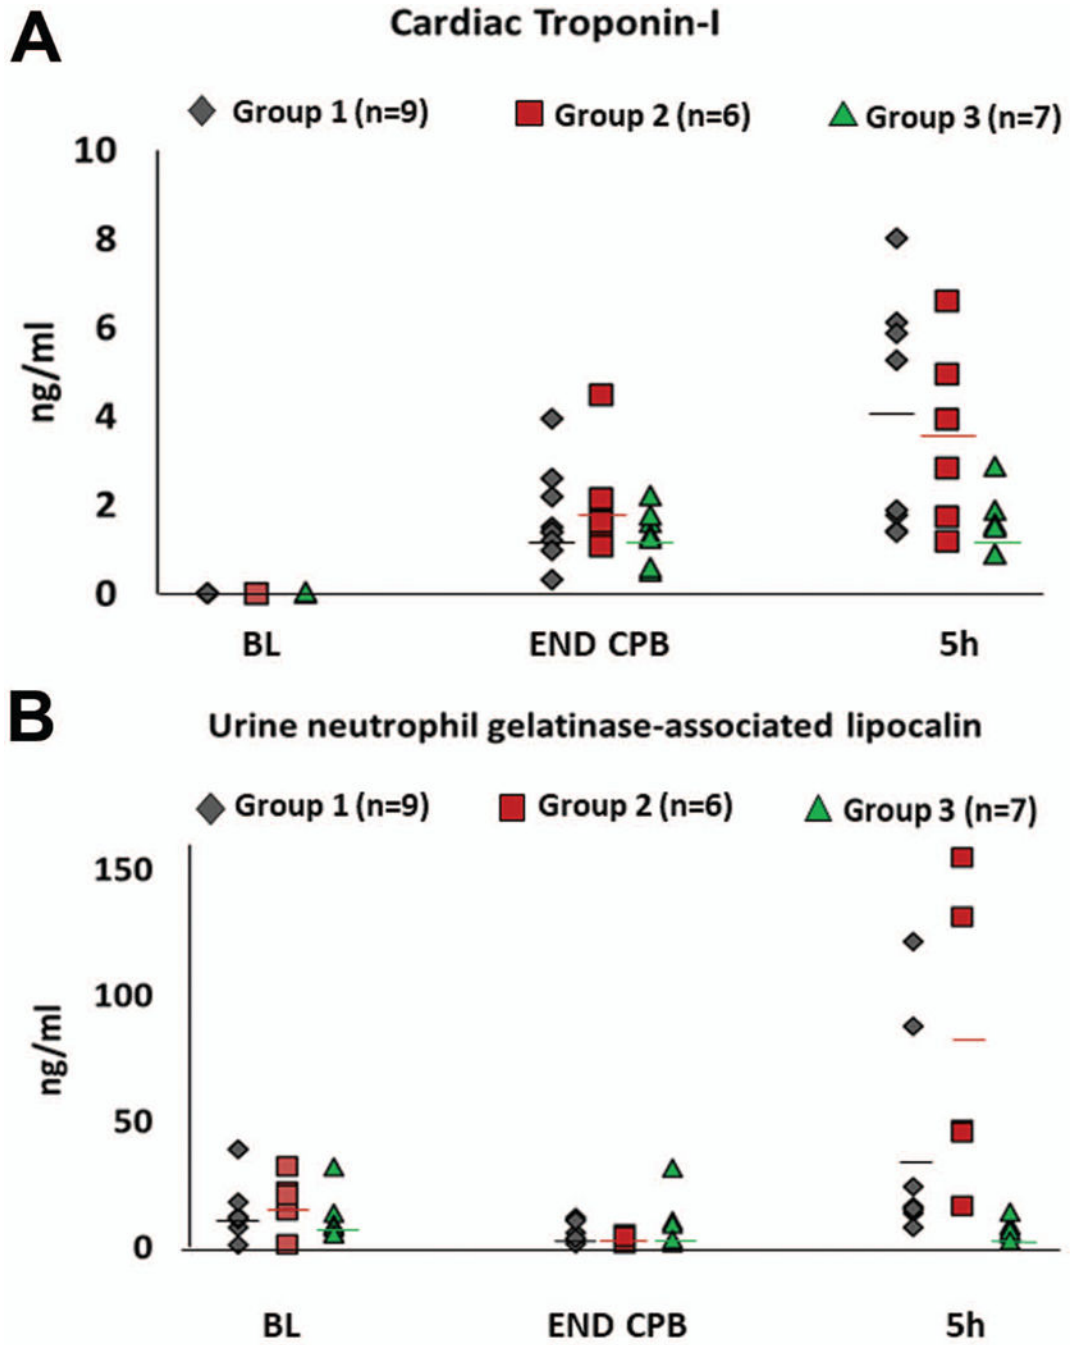 A
Cardiac Troponin-I
Group 1 (n=9) Group 2 (n=6) Group 3 (n=7)
10
8
6
4
2
0
ng/ml
BL END CPB 5h
B
Urine neutrophil gelatinase-associated lipocalin
Group 1 (n=9) Group 2 (n=6) Group 3 (n=7)
150
100
50
0
ng/ml
BL END CPB 5h